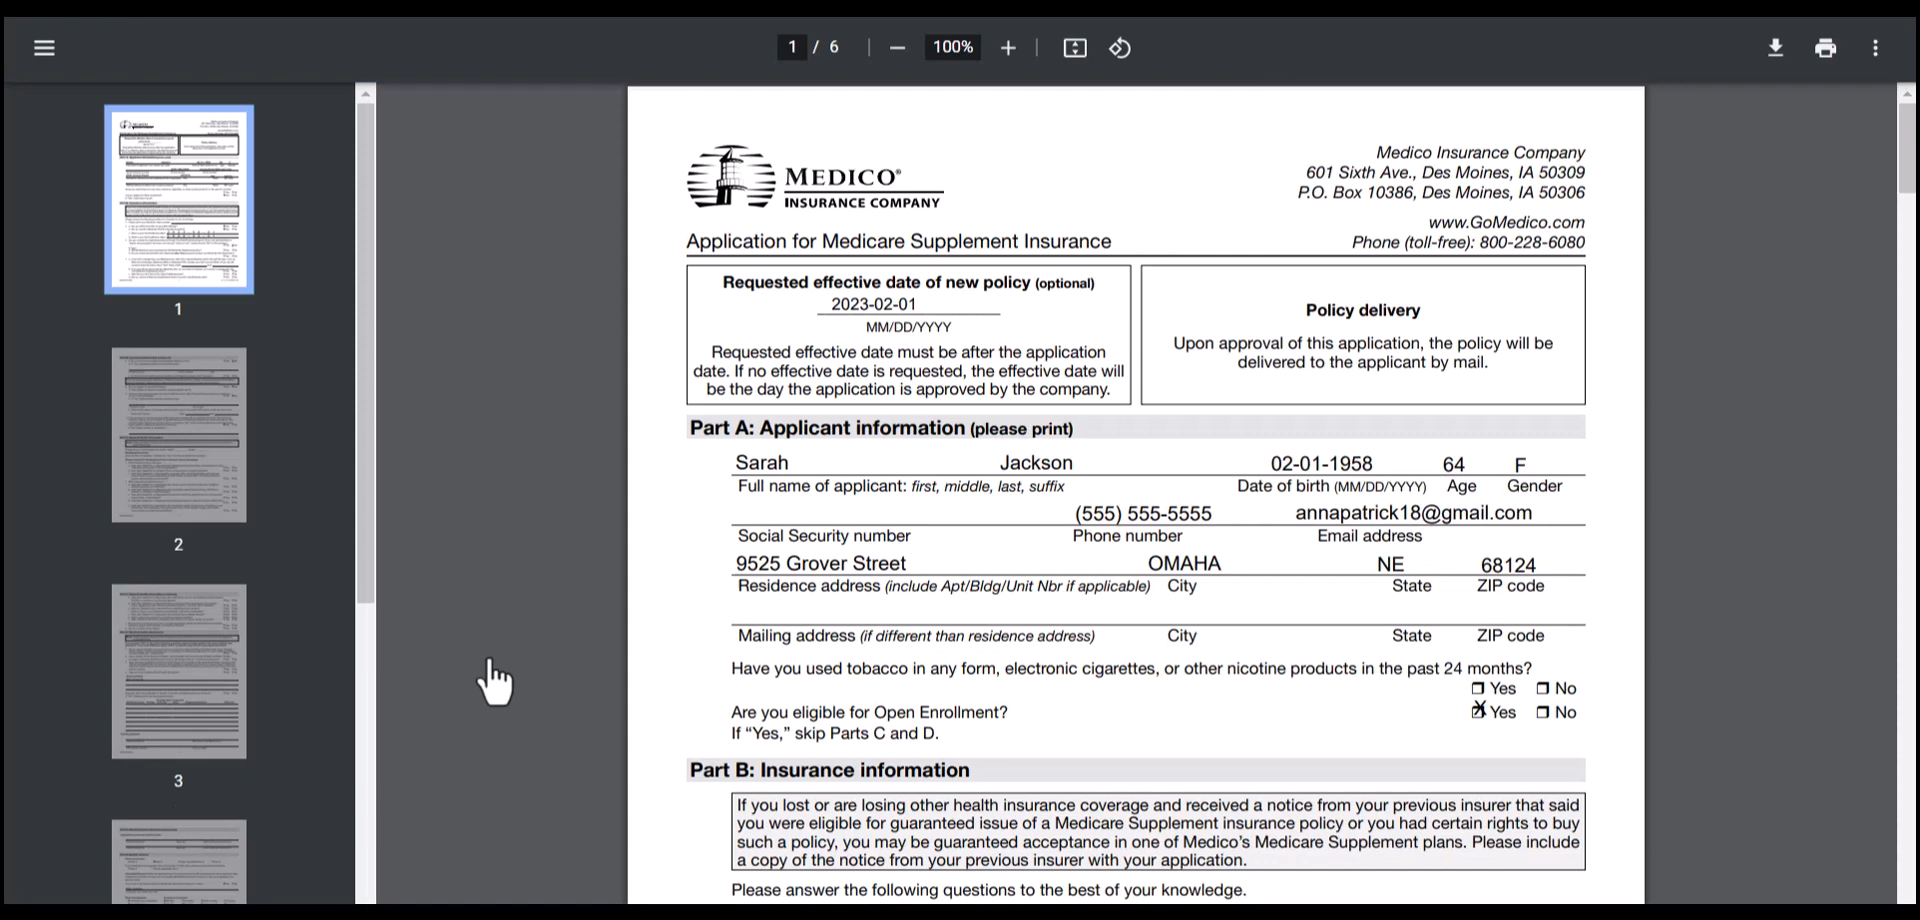 1 / 6
100%
MEDICO®
INSURANCE COMPANY
Medico Insurance Company
601 Sixth Ave., Des Moines, IA 50309
P.O. Box 10386, Des Moines, IA 50306
www.GoMedico.com
Application for Medicare Supplement Insurance
Phone (toll-free): 800-228-6080
Requested effective date of new policy (optional)
2023-02-01
MM/DD/YYYY
Requested effective date must be after the application
date. If no effective date is requested, the effective date will
be the day the application is approved by the company.
Policy delivery
Upon approval of this application, the policy will be
delivered to the applicant by mail.
Part A: Applicant information (please print)
Sarah Jackson 02-01-1958 64 F
Full name of applicant: first, middle, last, suffix Date of birth (MM/DD/YYYY) Age Gender
(555) 555-5555 annapatrick18@gmail.com
Social Security number Phone number Email address
9525 Grover Street OMAHA NE 68124
Residence address (include Apt/Bldg/Unit Nbr if applicable) City State ZIP code
Mailing address (if different than residence address) City State ZIP code
Have you used tobacco in any form, electronic cigarettes, or other nicotine products in the past 24 months?
Yes No
Are you eligible for Open Enrollment? Yes No
If “Yes,” skip Parts C and D.
Part B: Insurance information
If you lost or are losing other health insurance coverage and received a notice from your previous insurer that said
you were eligible for guaranteed issue of a Medicare Supplement insurance policy or you had certain rights to buy
such a policy, you may be guaranteed acceptance in one of Medico’s Medicare Supplement plans. Please include
a copy of the notice from your previous insurer with your application.
Please answer the following questions to the best of your knowledge.
1
2
3